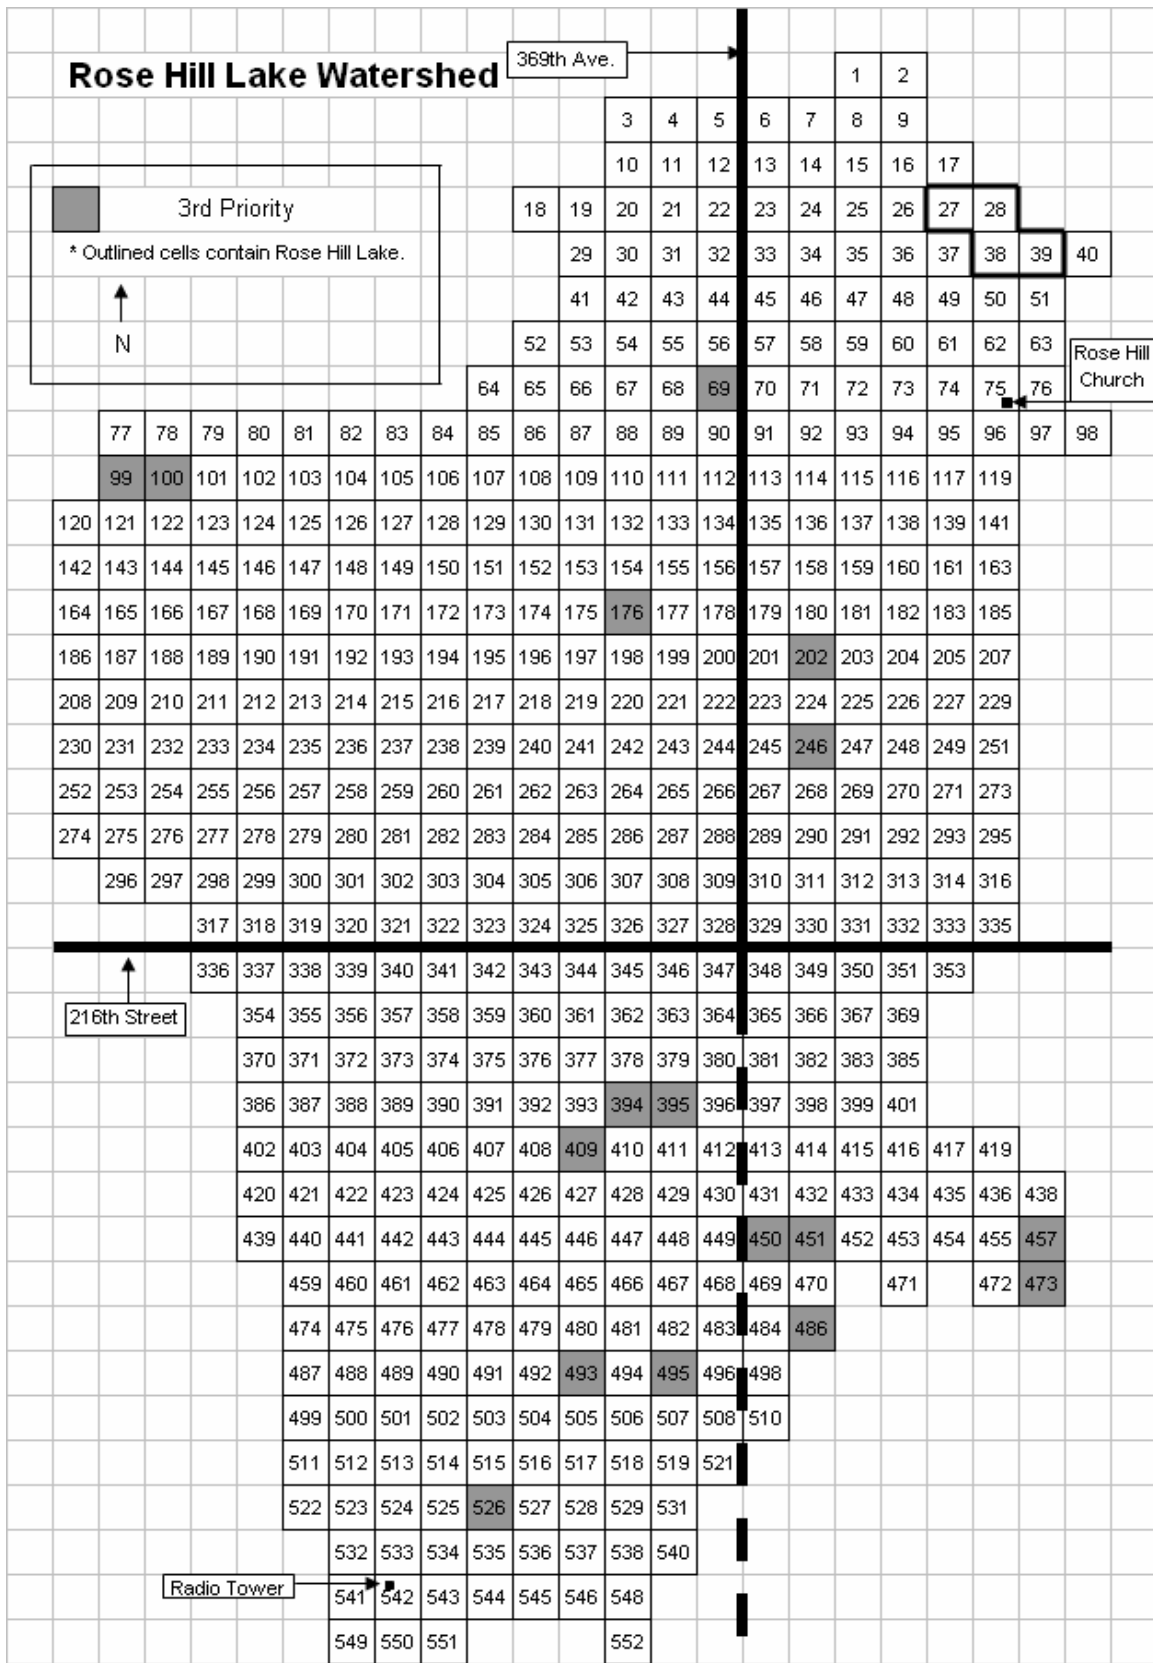 369th Ave.
Rose Hill Lake Watershed
1 2
3 4 5 6 7 8 9
10 11 12 13 14 15 16 17
3rd Priority
18 19 20 21 22 23 24 25 26 27 28
* Outlined cells contain Rose Hill Lake.
29 30 31 32 33 34 35 36 37 38 39 40
41 42 43 44 45 46 47 48 49 50 51
N
52 53 54 55 56 57 58 59 60 61 62 63
Rose Hill
Church
64 65 66 67 68 69 70 71 72 73 74 75 76
77 78 79 80 81 82 83 84 85 86 87 88 89 90 91 92 93 94 95 96 97 98
99 100 101 102 103 104 105 106 107 108 109 110 111 112 113 114 115 116 117 119
120 121 122 123 124 125 126 127 128 129 130 131 132 133 134 135 136 137 138 139 141
142 143 144 145 146 147 148 149 150 151 152 153 154 155 156 157 158 159 160 161 163
164 165 166 167 168 169 170 171 172 173 174 175 176 177 178 179 180 181 182 183 185
186 187 188 189 190 191 192 193 194 195 196 197 198 199 200 201 202 203 204 205 207
208 209 210 211 212 213 214 215 216 217 218 219 220 221 222 223 224 225 226 227 229
230 231 232 233 234 235 236 237 238 239 240 241 242 243 244 245 246 247 248 249 251
252 253 254 255 256 257 258 259 260 261 262 263 264 265 266 267 268 269 270 271 273
274 275 276 277 278 279 280 281 282 283 284 285 286 287 288 289 290 291 292 293 295
296 297 298 299 300 301 302 303 304 305 306 307 308 309 310 311 312 313 314 316
317 318 319 320 321 322 323 324 325 326 327 328 329 330 331 332 333 335
336 337 338 339 340 341 342 343 344 345 346 347 348 349 350 351 353
216th Street
354 355 356 357 358 359 360 361 362 363 364 365 366 367 369
370 371 372 373 374 375 376 377 378 379 380 381 382 383 385
386 387 388 389 390 391 392 393 394 395 396 397 398 399 401
402 403 404 405 406 407 408 409 410 411 412 413 414 415 416 417 419
420 421 422 423 424 425 426 427 428 429 430 431 432 433 434 435 436 438
439 440 441 442 443 444 445 446 447 448 449 450 451 452 453 454 455 457
459 460 461 462 463 464 465 466 467 468 469 470 471 472 473
474 475 476 477 478 479 480 481 482 483 484 486
487 488 489 490 491 492 493 494 495 496 498
499 500 501 502 503 504 505 506 507 508 510
511 512 513 514 515 516 517 518 519 521
522 523 524 525 526 527 528 529 531
532 533 534 535 536 537 538 540
Radio Tower
541 542 543 544 545 546 548
549 550 551 552